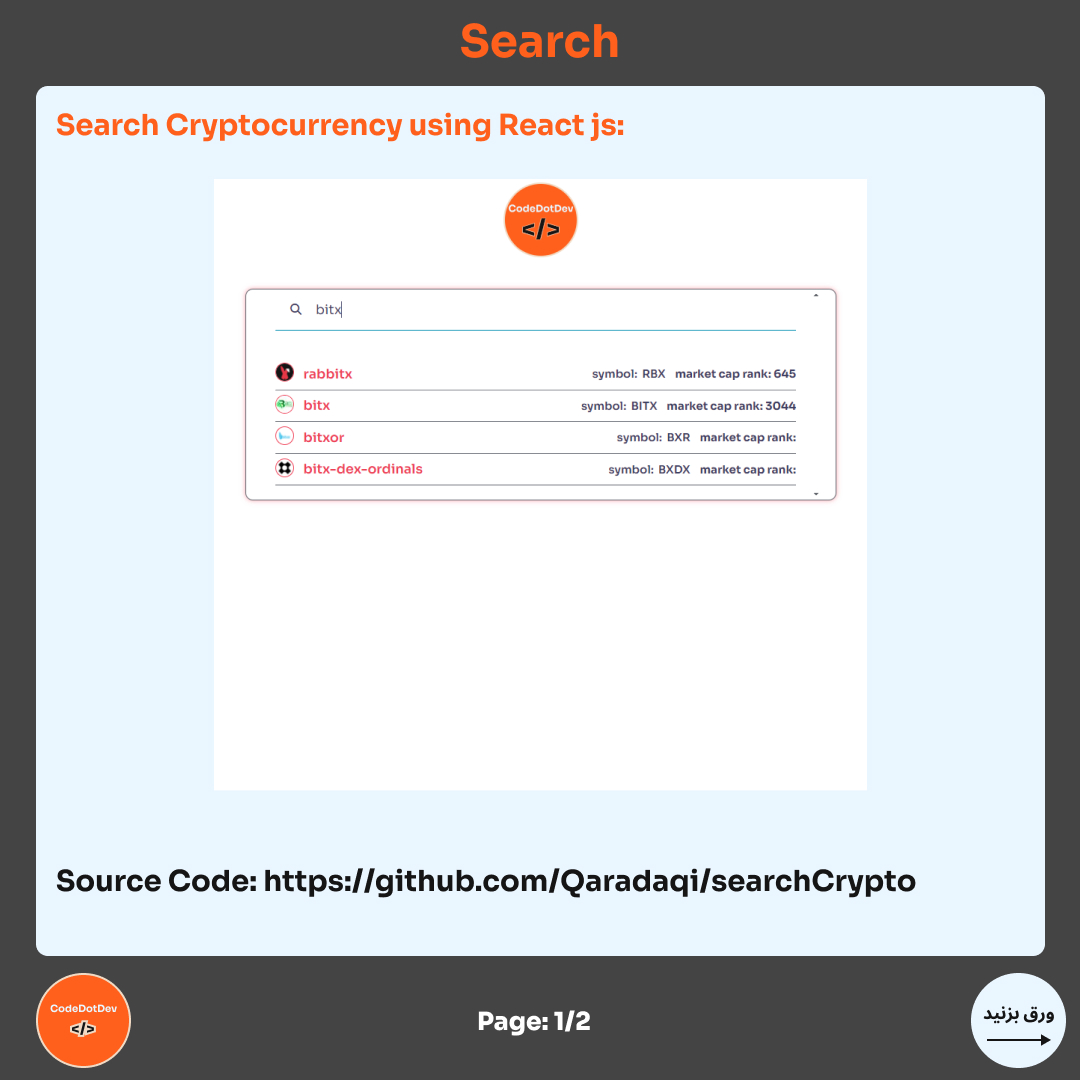 Search
Search Cryptocurrency using React js:
CodeDotDev
</>
bitx
rabbitx symbol: RBX market cap rank: 645
bitx symbol: BITX market cap rank: 3044
bitxor symbol: BXR market cap rank:
bitx-dex-ordinals symbol: BXDX market cap rank:
Source Code: https://github.com/Qaradaqi/searchCrypto
CodeDotDev
</>
Page: 1/2
ورق بزنید